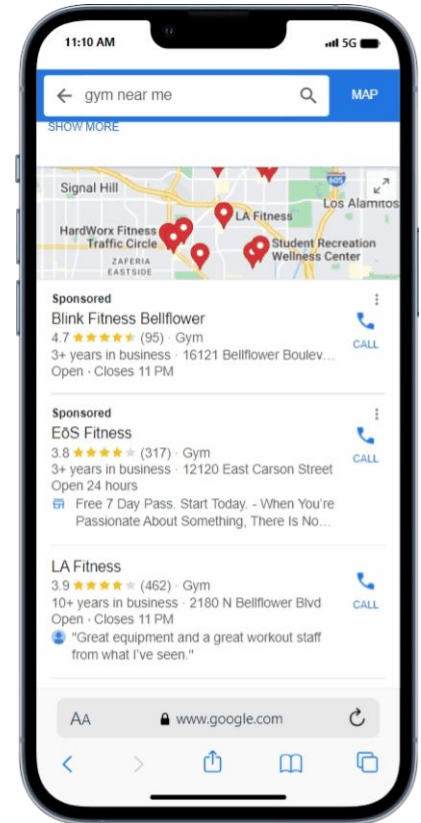 11:10 AM
5G
gym near me
MAP
SHOW MORE
Signal Hill
605
Los Alamitos
LA Fitness
HardWorx Fitness
Traffic Circle
Student Recreation
Wellness Center
ZAFERIA
EASTSIDE
Sponsored
Blink Fitness Bellflower
4.7 (95) · Gym
3+ years in business · 16121 Bellflower Boulev...
Open · Closes 11 PM
CALL
Sponsored
EōS Fitness
3.8 (317) · Gym
3+ years in business · 12120 East Carson Street
Open 24 hours
CALL
Free 7 Day Pass. Start Today. - When You're
Passionate About Something, There Is No...
LA Fitness
3.9 (462) · Gym
10+ years in business · 2180 N Bellflower Blvd
Open · Closes 11 PM
CALL
"Great equipment and a great workout staff
from what I've seen."
AA
www.google.com